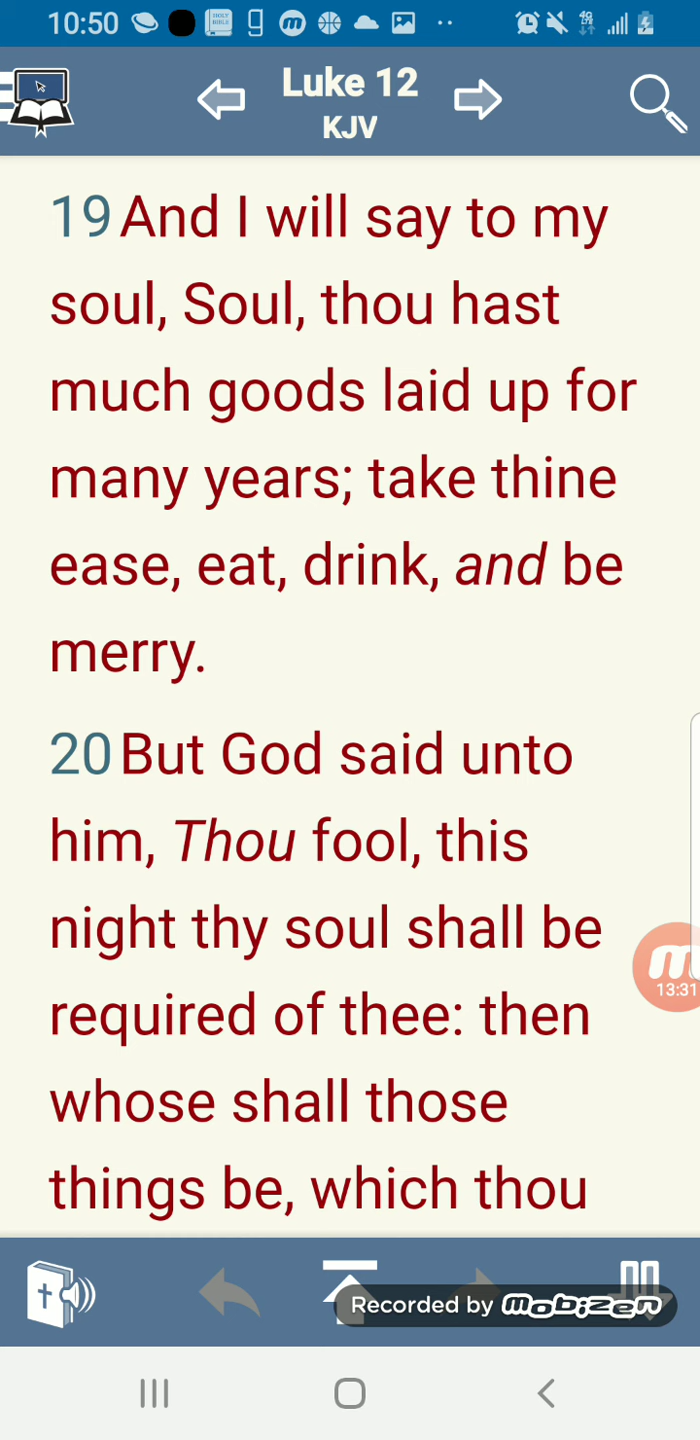 10:50
Luke 12
KJV
19 And I will say to my
soul, Soul, thou hast
much goods laid up for
many years; take thine
ease, eat, drink, and be
merry.
20 But God said unto
him, Thou fool, this
night thy soul shall be
required of thee: then
whose shall those
things be, which thou
13:31
Recorded by mobizen